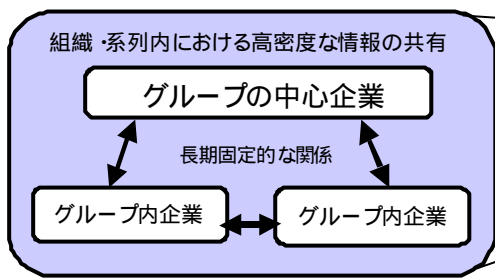 組織・系列内における高密度な情報の共有
グループの中心企業
長期固定的な関係
グループ内企業
グループ内企業